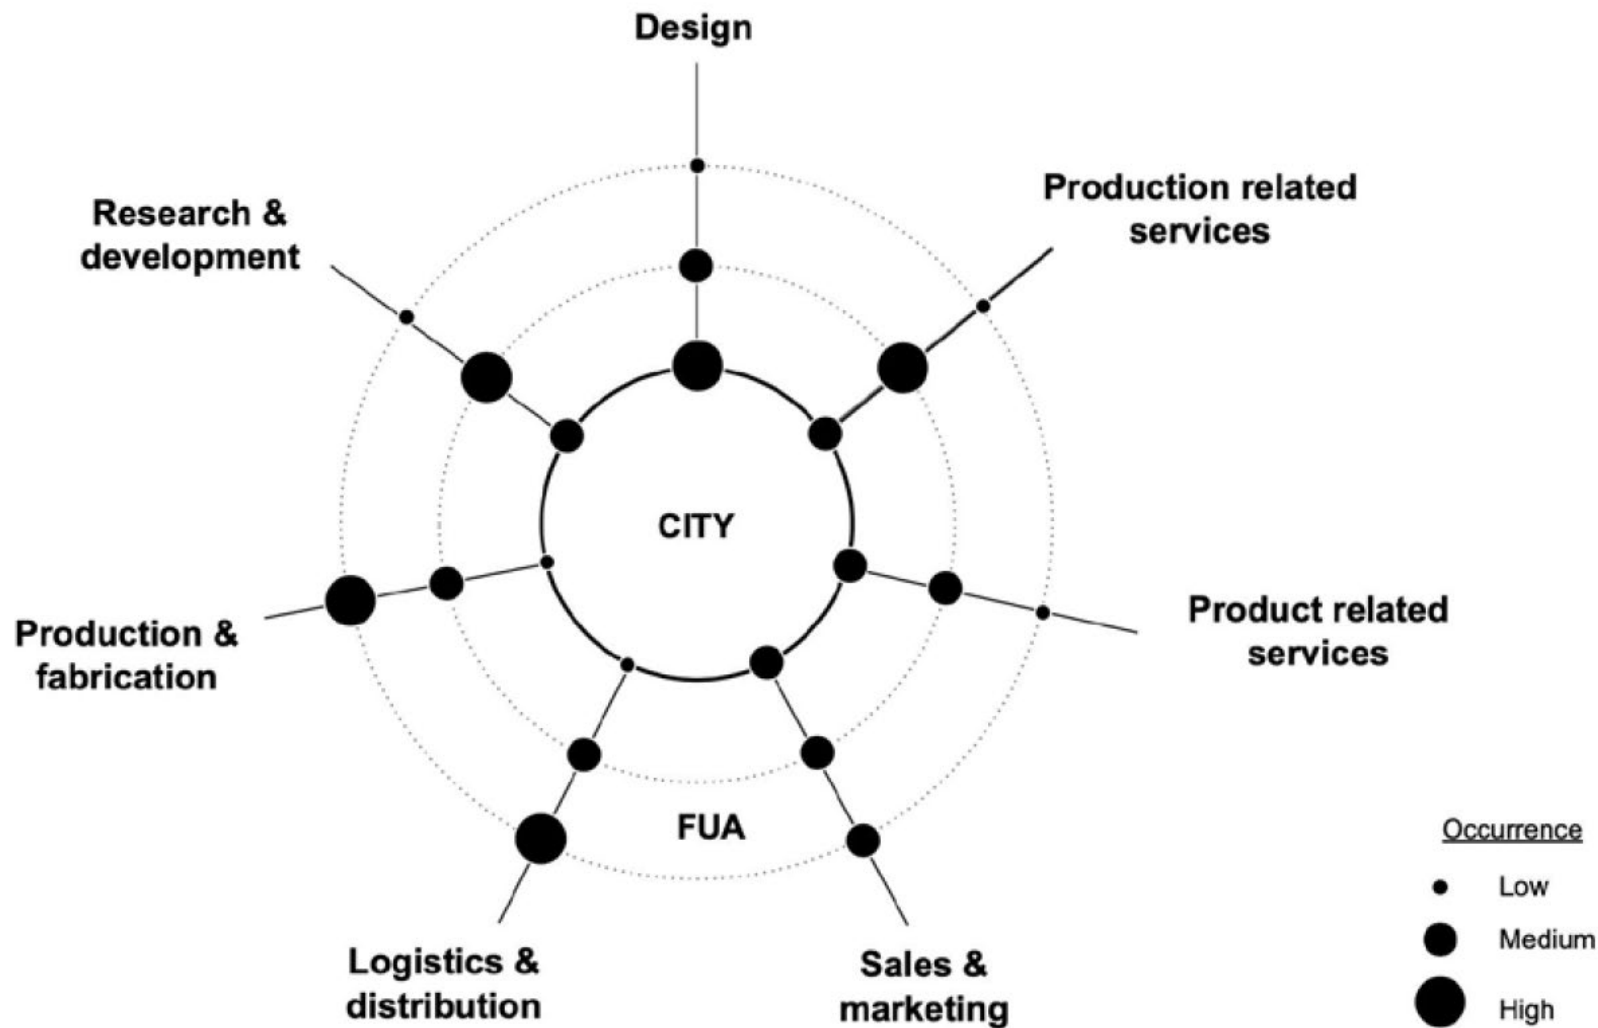 Design
Production related
services
Research &
development
CITY
Product related
services
Production &
fabrication
FUA
Logistics &
distribution
Sales &
marketing
Occurrence
Low
Medium
High